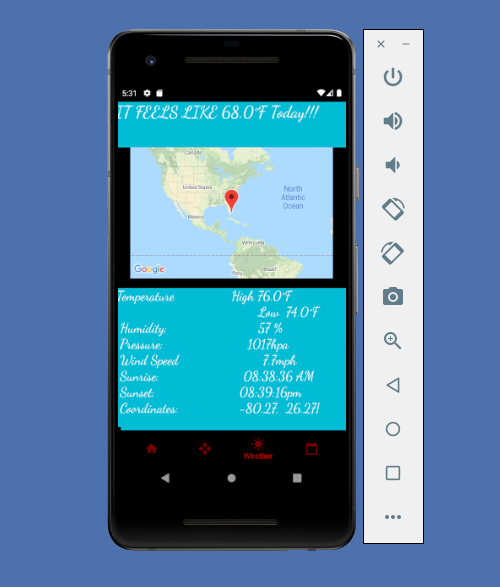 5:31
IT FEELS LIKE 68.0°F Today!!!
Canada
United States
North
Atlantic
Ocean
Mexico
Venezuela
Peru
Brazil
Google
Temperature High 76.0°F
Low 74.0°F
Humidity: 57 %
Pressure: 1017hpa
Wind Speed 7.7mph
Sunrise: 08:38:36 AM
Sunset: 08:39:16pm
Coordinates: -80.27, 26.27!
Weather